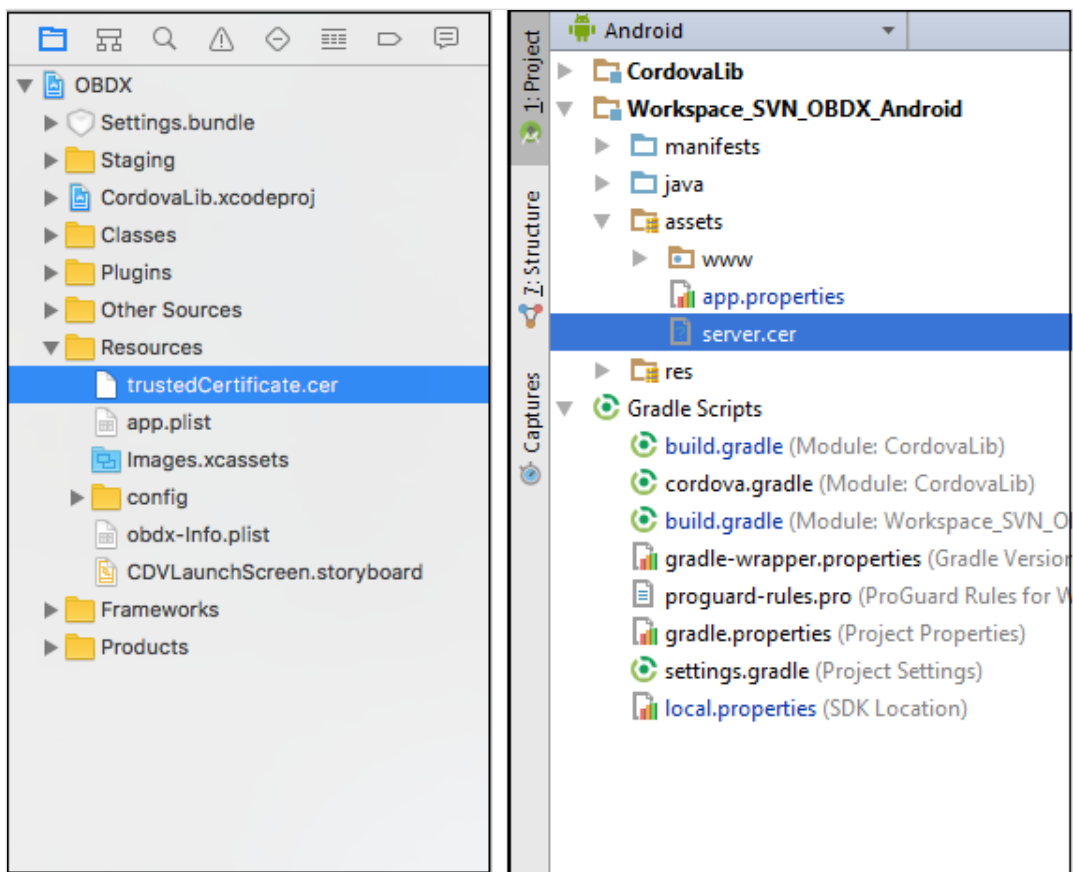 OBDX
Settings.bundle
Staging
CordovaLib.xcodeproj
Classes
Plugins
Other Sources
Resources
trustedCertificate.cer
app.plist
Images.xcassets
config
obdx-Info.plist
CDVLaunchScreen.storyboard
Frameworks
Products
1: Project
7: Structure
Captures
Android
CordovaLib
Workspace_SVN_OBDX_Android
manifests
java
assets
www
app.properties
server.cer
res
Gradle Scripts
build.gradle (Module: CordovaLib)
cordova.gradle (Module: CordovaLib)
build.gradle (Module: Workspace_SVN_O
gradle-wrapper.properties (Gradle Version
proguard-rules.pro (ProGuard Rules for W
gradle.properties (Project Properties)
settings.gradle (Project Settings)
local.properties (SDK Location)